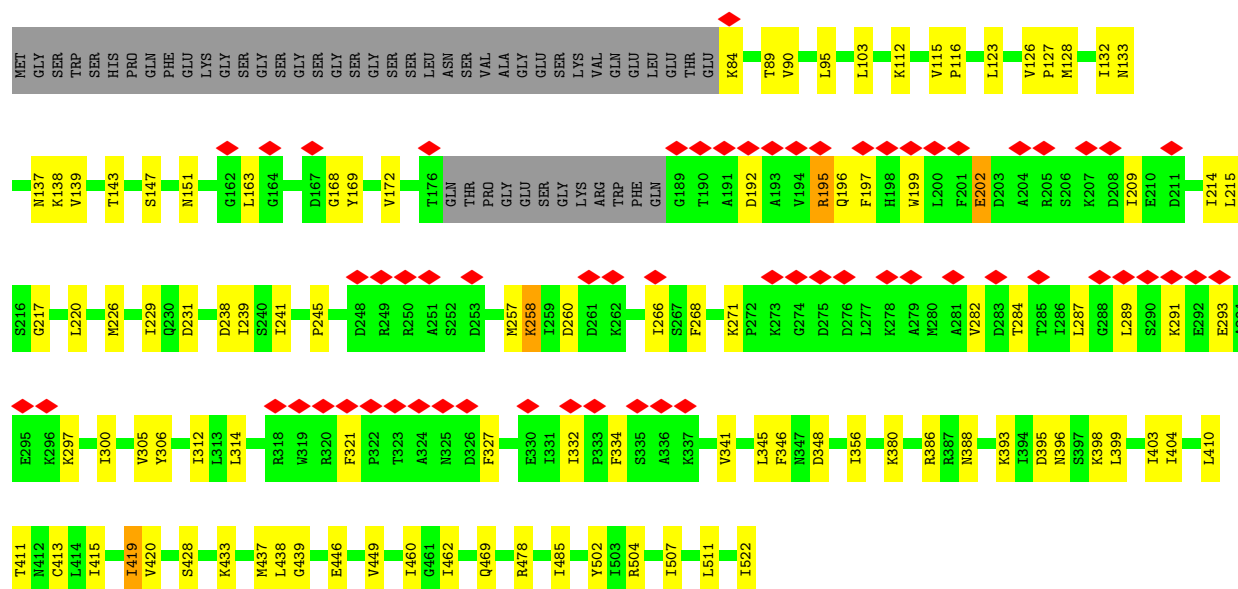 MET GLY SER TRP SER HIS PRO GLN PHE GLU LYS GLY SER GLY SER GLY SER GLY SER GLY SER SER LEU ASN SER VAL ALA GLY GLU SER LYS VAL GLN GLU LEU GLU THR GLU K84 T89 V90 L95 L103 K112 V115 P116 L123 V126 P127 M128 I132 N133
N137 K138 V139 T143 S147 N151 G162 L163 G164 D167 G168 Y169 V172 T176 GLN THR PRO GLY GLU SER GLY LYS ARG TRP PHE GLN G189 T190 A191 D192 A193 V194 R195 Q196 F197 H198 W199 L200 F201 E202 D203 A204 R205 S206 K207 D208 I209 E210 D211 I214 L215
S216 G217 L220 M226 I229 Q230 D231 D238 I239 S240 I241 P245 D248 R249 R250 A251 S252 D253 M257 K258 I259 D260 D261 K262 I266 S267 F268 K271 P272 K273 G274 D275 D276 L277 K278 A279 M280 A281 V282 D283 T284 T285 I286 L287 G288 L289 S290 K291 E292 E293
E295 K296 K297 I300 V305 Y306 I312 L313 L314 R318 W319 R320 F321 P322 T323 A324 N325 D326 F327 E330 I331 I332 P333 F334 S335 A336 K337 V341 L345 F346 N347 D348 I356 K380 R386 R387 N388 K393 I394 D395 N396 S397 K398 L399 I403 I404 L410
T411 N412 C413 L414 I415 I419 V420 S428 K433 M437 L438 G439 E446 V449 I460 G461 I462 Q469 R478 I485 Y502 I503 R504 I507 L511 I522